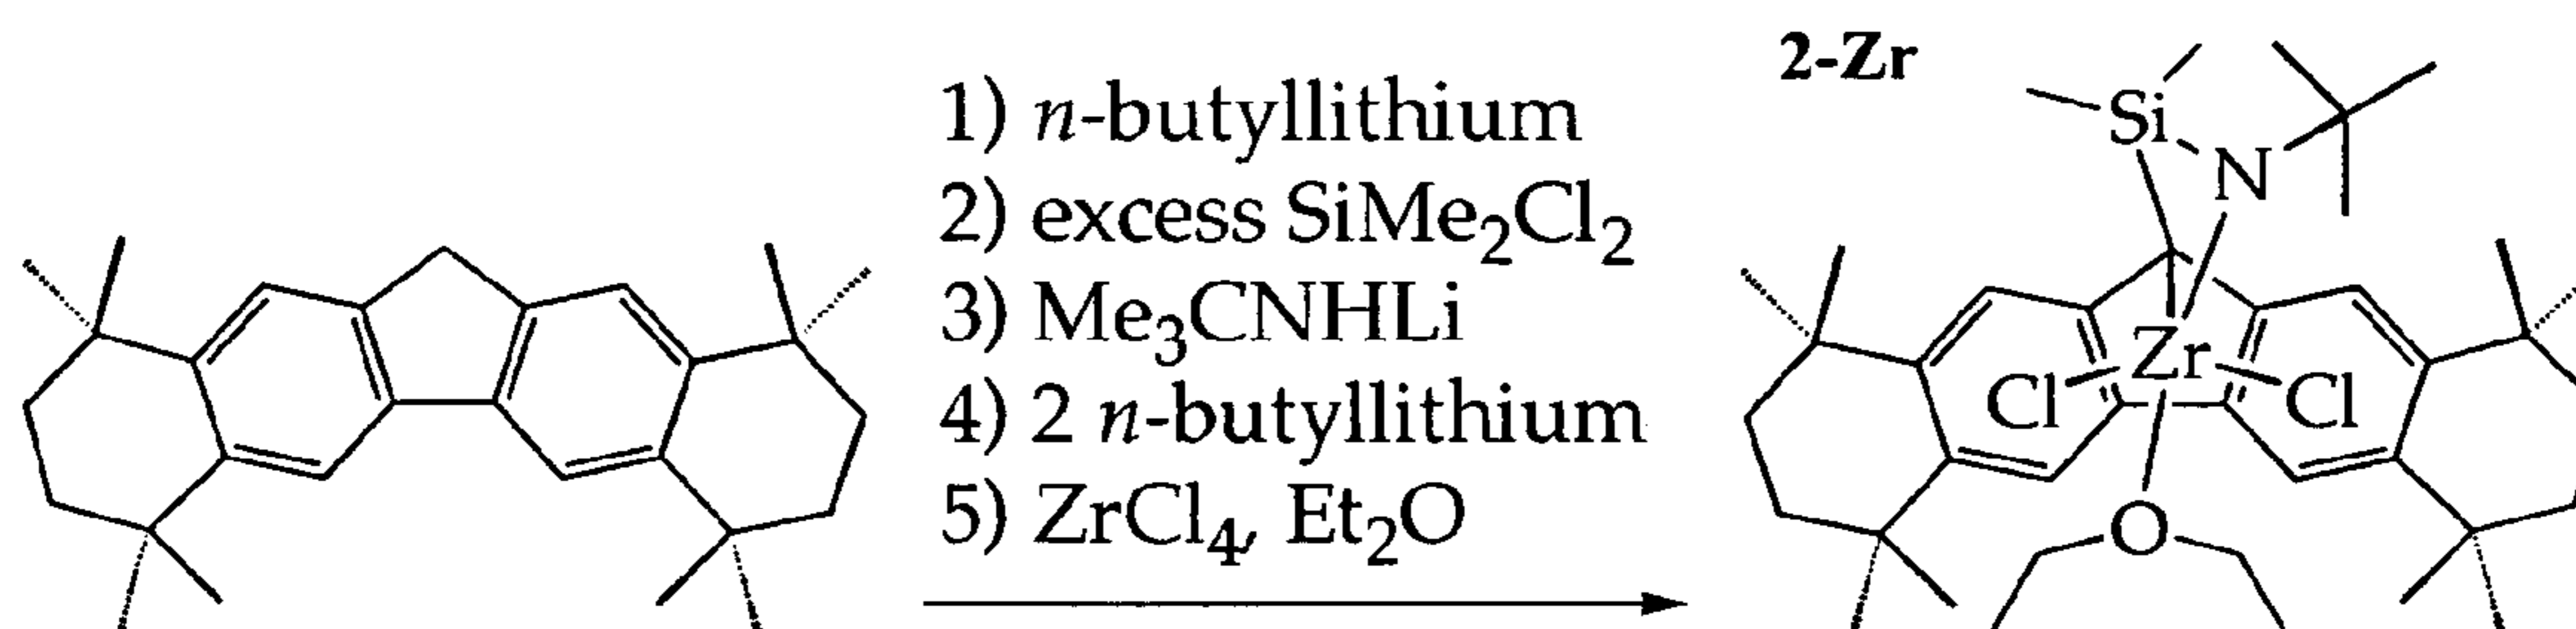 1) n-butyllithium
2) excess SiMe₂Cl₂
3) Me₃CNHLi
4) 2 n-butyllithium
5) ZrCl₄, Et₂O
2-Zr
Si
N
Zr
Cl
Cl
O